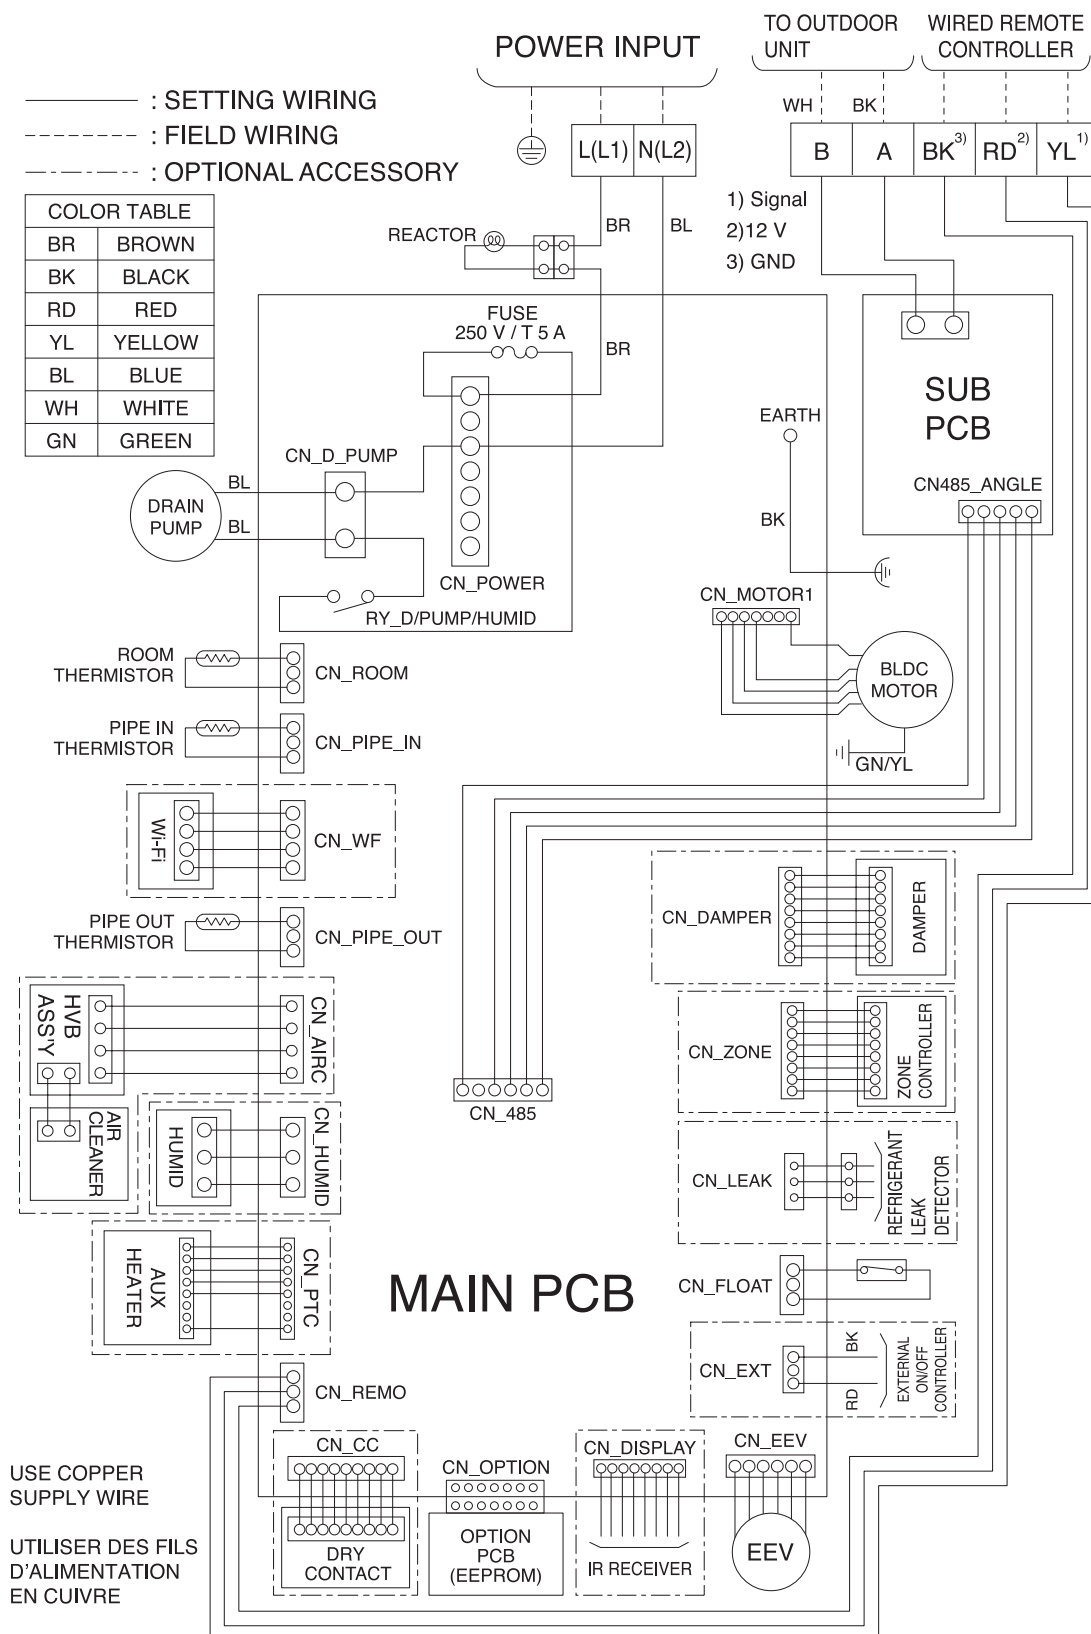 POWER INPUT
TO OUTDOOR
UNIT
WIRED REMOTE
CONTROLLER
: SETTING WIRING
: FIELD WIRING
: OPTIONAL ACCESSORY
WH
BK
L(L1)
N(L2)
B
A
BK3)
RD2)
YL1)
1) Signal
2)12 V
3) GND
COLOR TABLE
BR BROWN
BK BLACK
RD RED
YL YELLOW
BL BLUE
WH WHITE
GN GREEN
REACTOR
BR
BL
FUSE
250 V / T 5 A
BR
SUB
PCB
EARTH
CN_D_PUMP
BL
DRAIN
PUMP
BL
CN485_ANGLE
BK
CN_POWER
CN_MOTOR1
RY_D/PUMP/HUMID
ROOM
THERMISTOR
CN_ROOM
BLDC
MOTOR
PIPE IN
THERMISTOR
CN_PIPE_IN
GN/YL
Wi-Fi
CN_WF
PIPE OUT
THERMISTOR
CN_PIPE_OUT
CN_DAMPER
DAMPER
HVB
ASS'Y
CN_AIRC
CN_ZONE
ZONE
CONTROLLER
CN_485
AIR
CLEANER
HUMID
CN_HUMID
CN_LEAK
REFRIGERANT
LEAK
DETECTOR
AUX
HEATER
CN_PTC
MAIN PCB
CN_FLOAT
CN_EXT
BK
RD
EXTERNAL
ON/OFF
CONTROLLER
CN_REMO
CN_CC
CN_OPTION
CN_DISPLAY
CN_EEV
USE COPPER
SUPPLY WIRE
UTILISER DES FILS
D'ALIMENTATION
EN CUIVRE
DRY
CONTACT
OPTION
PCB
(EEPROM)
IR RECEIVER
EEV